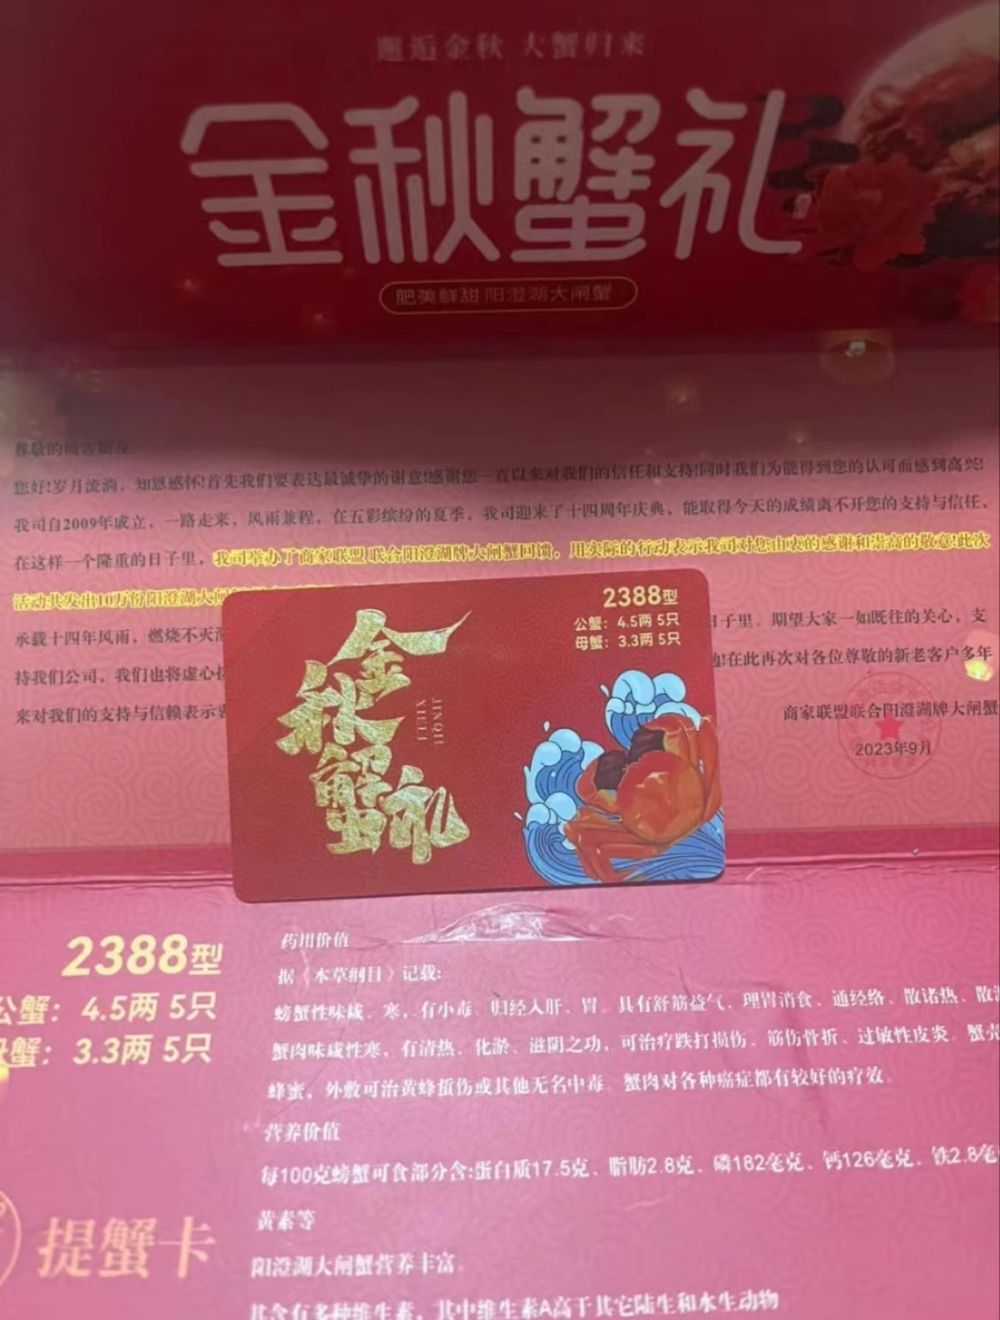 邂逅金秋 大蟹归来
金秋蟹礼
肥美鲜甜·阳澄湖大闸蟹
尊敬的顾客朋友:
您好!岁月流淌，知恩感怀!首先我们要表达最诚挚的谢意!感谢您一直以来对我们的信任和支持!同时我们为能得到您的认可而感到高兴!
我司自2009年成立，一路走来，风雨兼程，在五彩缤纷的夏季，我司迎来了十四周年庆典，能取得今天的成绩离不开您的支持与信任，
在这样一个隆重的日子里，我司举办了商家联盟联合阳澄湖牌大闸蟹回馈，用实际的行动表示我司对您由衷的感谢和崇高的敬意!此次
活动共发出10万份阳澄湖大闸
承载十四年风雨，燃烧不灭 日子里。期望大家一如既往的关心，支
持我们公司、我们也将虚心 !在此再次对各位尊敬的新老客户多年
来对我们的支持与信赖表示
商家联盟联合阳澄湖牌大闸蟹
2023年9月
2388型
公蟹：4.5两 5只
母蟹：3.3两 5只
金秋蟹礼
JINQIU
XIELI
2388型
公蟹：4.5两 5只
母蟹：3.3两 5只
提蟹卡
药用价值
据《本草纲目》记载:
螃蟹性味咸、寒，有小毒、归经入肝、胃。具有舒筋益气、理胃消食、通经络、散诸热、散
蟹肉味咸性寒，有清热、化淤、滋阴之功，可治疗跌打损伤、筋伤骨折、过敏性皮炎。蟹壳
蜂蜜，外敷可治黄蜂蜇伤或其他无名中毒。蟹肉对各种癌症都有较好的疗效。
营养价值
每100克螃蟹可食部分含:蛋白质17.5克、脂肪2.8克、磷182毫克、钙126毫克、铁2.8毫
黄素等
阳澄湖大闸蟹营养丰富。
其含有多种维生素，其中维生素A高于其它陆生和水生动物